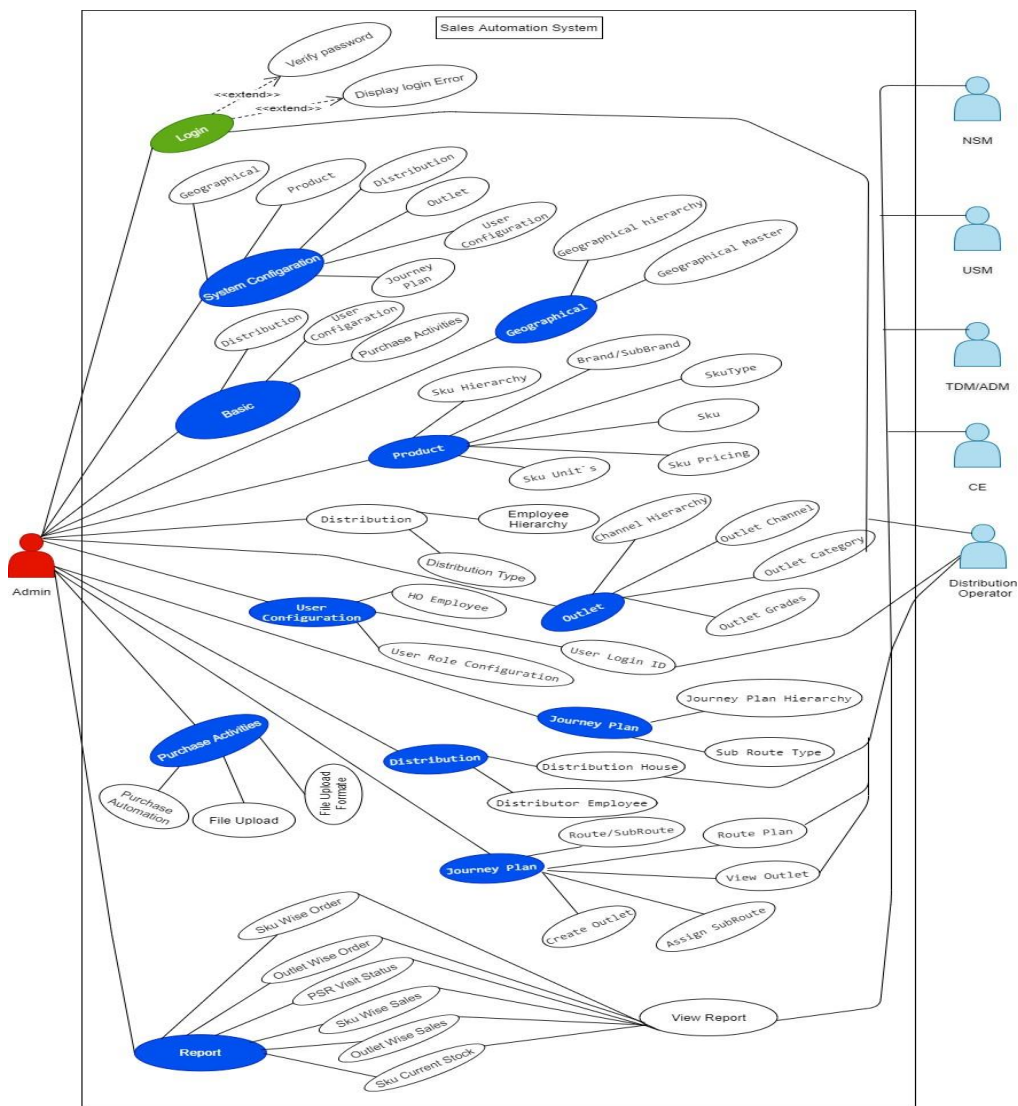 Sales Automation System
Verify password
<<extend>>
Display login Error
<<extend>>
Login
NSM
Geographical
Product
Distribution
Outlet
User
Configuration
Journey
Plan
System Configaration
Geographical hierarchy
Geographical Master
Geographical
USM
Distribution
User
Configaration
Purchase Activities
Basic
Brand/SubBrand
Sku Hierarchy
SkuType
Sku
Sku Pricing
Sku Unit`s
Product
TDM/ADM
CE
Distribution
Employee
Hierarchy
Distribution Type
Channel Hierarchy
Outlet Channel
Outlet Category
Outlet Grades
Outlet
Admin
Distribution
Operator
HO Employee
User
Configuration
User Login ID
User Role Configuration
Journey Plan Hierarchy
Journey Plan
Sub Route Type
Purchase Activities
Purchase
Automation
File Upload
File Upload
Formate
Distribution
Distribution House
Distributor Employee
Route/SubRoute
Route Plan
Journey Plan
View Outlet
Create Outlet
Assign SubRoute
Sku Wise Order
Outlet Wise Order
PSR Visit Status
Sku Wise Sales
Outlet Wise Sales
Sku Current Stock
Report
View Report